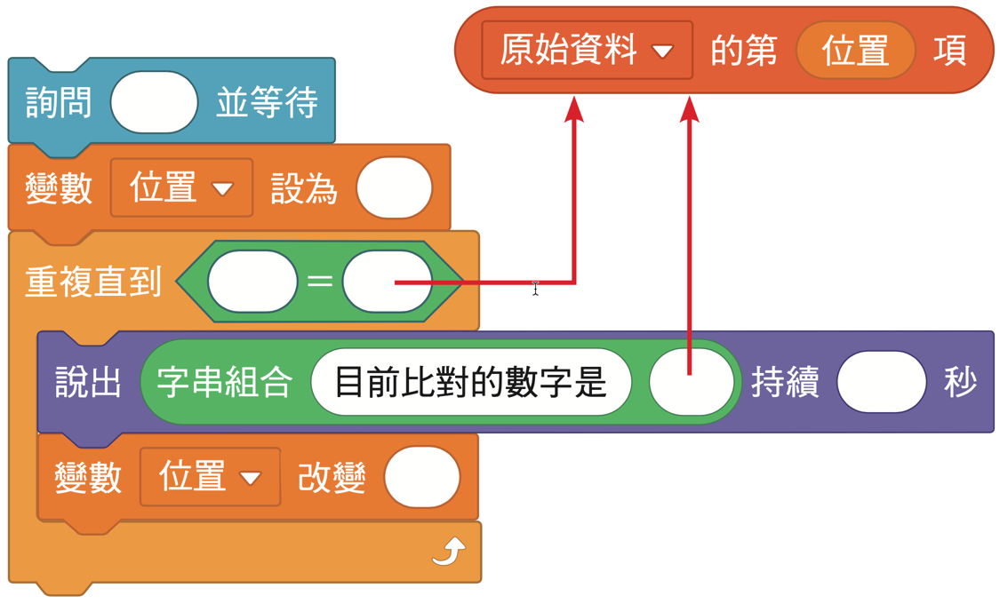 原始資料 的第 位置 項
詢問 並等待
變數 位置 設為
重複直到 =
說出 字串組合 目前比對的數字是 持續 秒
變數 位置 改變